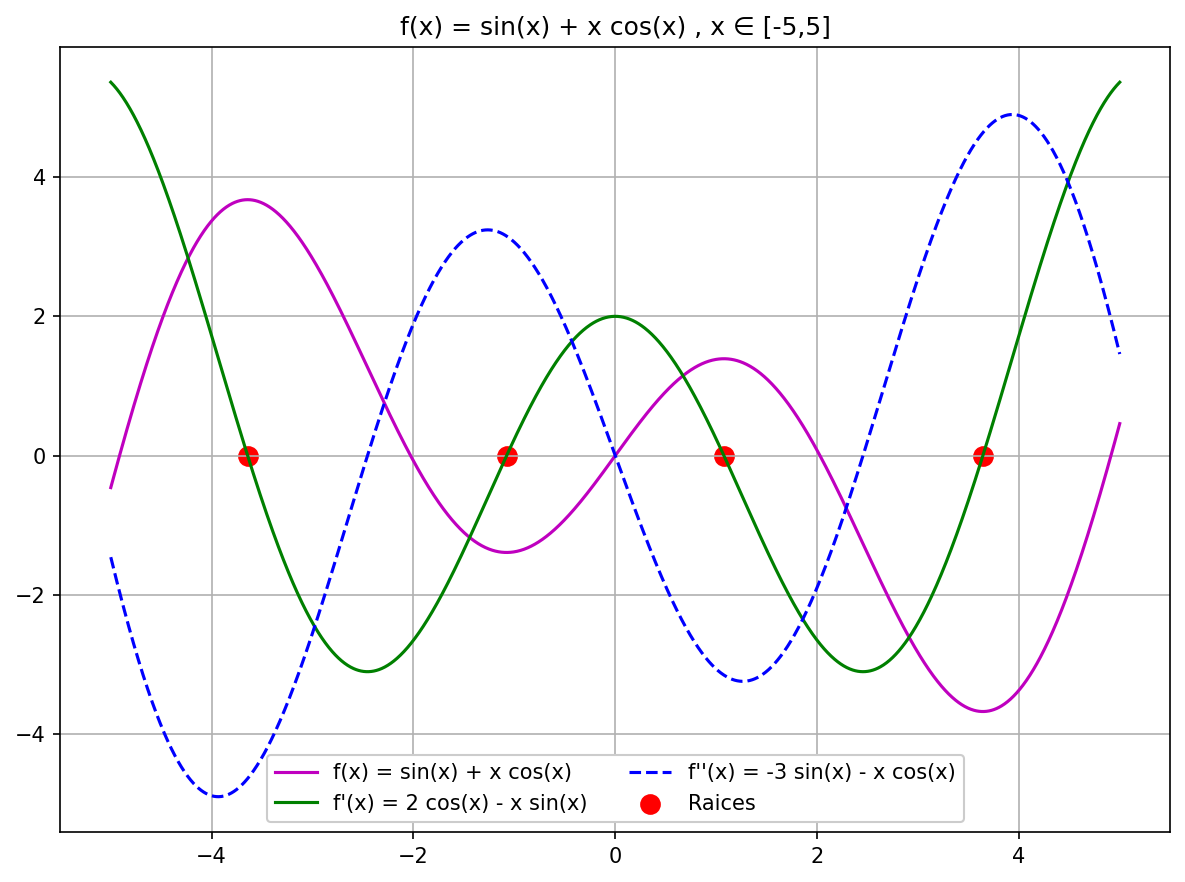 f(x) = sin(x) + x cos(x) , x ∈ [-5,5]
4
2
0
−2
−4
−4
−2
0
2
4
f(x) = sin(x) + x cos(x)
f'(x) = 2 cos(x) - x sin(x)
f''(x) = -3 sin(x) - x cos(x)
Raices